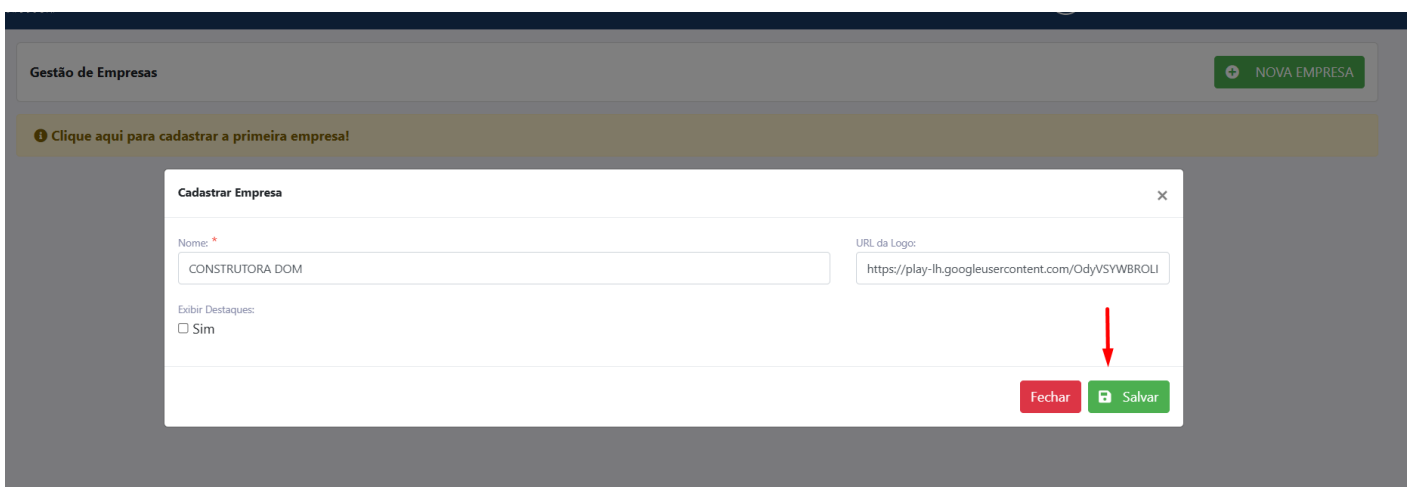 Gestão de Empresas
NOVA EMPRESA
Clique aqui para cadastrar a primeira empresa!
Cadastrar Empresa
×
Nome: *
URL da Logo:
CONSTRUTORA DOM
https://play-lh.googleusercontent.com/OdyVSYWBROLI
Exibir Destaques:
Sim
Fechar
Salvar